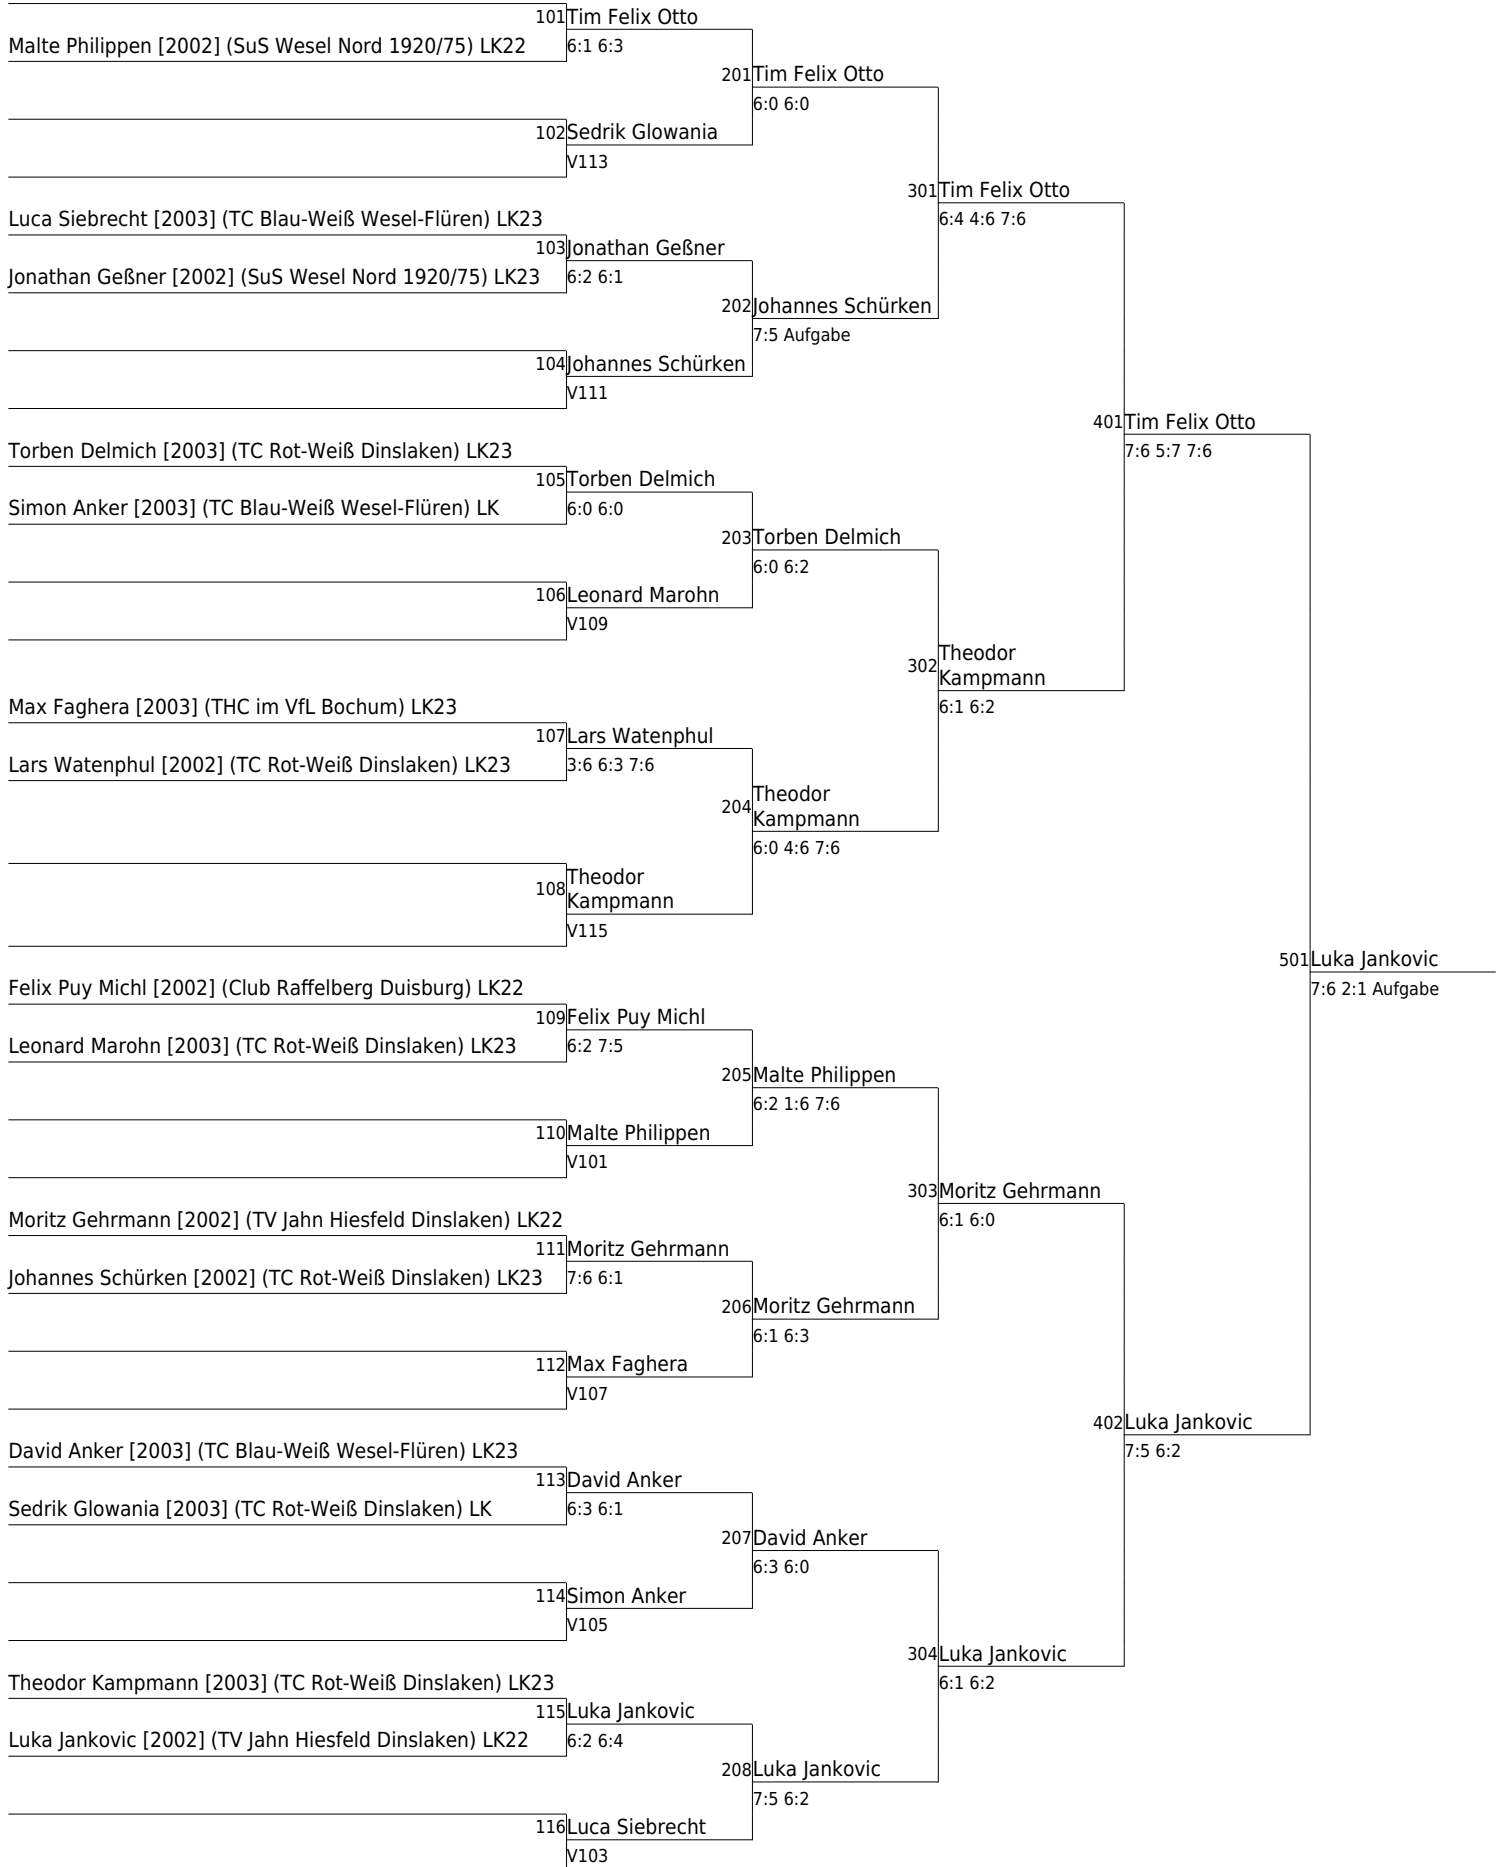 101 Tim Felix Otto
Malte Philippen [2002] (SuS Wesel Nord 1920/75) LK22 6:1 6:3
201 Tim Felix Otto
6:0 6:0
102 Sedrik Glowania
V113
301 Tim Felix Otto
Luca Siebrecht [2003] (TC Blau-Weiß Wesel-Flüren) LK23 6:4 4:6 7:6
103 Jonathan Geßner
Jonathan Geßner [2002] (SuS Wesel Nord 1920/75) LK23 6:2 6:1
202 Johannes Schürken
7:5 Aufgabe
104 Johannes Schürken
V111
401 Tim Felix Otto
Torben Delmich [2003] (TC Rot-Weiß Dinslaken) LK23 7:6 5:7 7:6
105 Torben Delmich
Simon Anker [2003] (TC Blau-Weiß Wesel-Flüren) LK 6:0 6:0
203 Torben Delmich
6:0 6:2
106 Leonard Marohn
V109
Theodor
302 Kampmann
Max Faghera [2003] (THC im VfL Bochum) LK23 6:1 6:2
107 Lars Watenphul
Lars Watenphul [2002] (TC Rot-Weiß Dinslaken) LK23 3:6 6:3 7:6
Theodor
204 Kampmann
6:0 4:6 7:6
Theodor
108 Kampmann
V115
501 Luka Jankovic
Felix Puy Michl [2002] (Club Raffelberg Duisburg) LK22 7:6 2:1 Aufgabe
109 Felix Puy Michl
Leonard Marohn [2003] (TC Rot-Weiß Dinslaken) LK23 6:2 7:5
205 Malte Philippen
6:2 1:6 7:6
110 Malte Philippen
V101
303 Moritz Gehrmann
Moritz Gehrmann [2002] (TV Jahn Hiesfeld Dinslaken) LK22 6:1 6:0
111 Moritz Gehrmann
Johannes Schürken [2002] (TC Rot-Weiß Dinslaken) LK23 7:6 6:1
206 Moritz Gehrmann
6:1 6:3
112 Max Faghera
V107
402 Luka Jankovic
David Anker [2003] (TC Blau-Weiß Wesel-Flüren) LK23 7:5 6:2
113 David Anker
Sedrik Glowania [2003] (TC Rot-Weiß Dinslaken) LK 6:3 6:1
207 David Anker
6:3 6:0
114 Simon Anker
V105
304 Luka Jankovic
Theodor Kampmann [2003] (TC Rot-Weiß Dinslaken) LK23 6:1 6:2
115 Luka Jankovic
Luka Jankovic [2002] (TV Jahn Hiesfeld Dinslaken) LK22 6:2 6:4
208 Luka Jankovic
7:5 6:2
116 Luca Siebrecht
V103